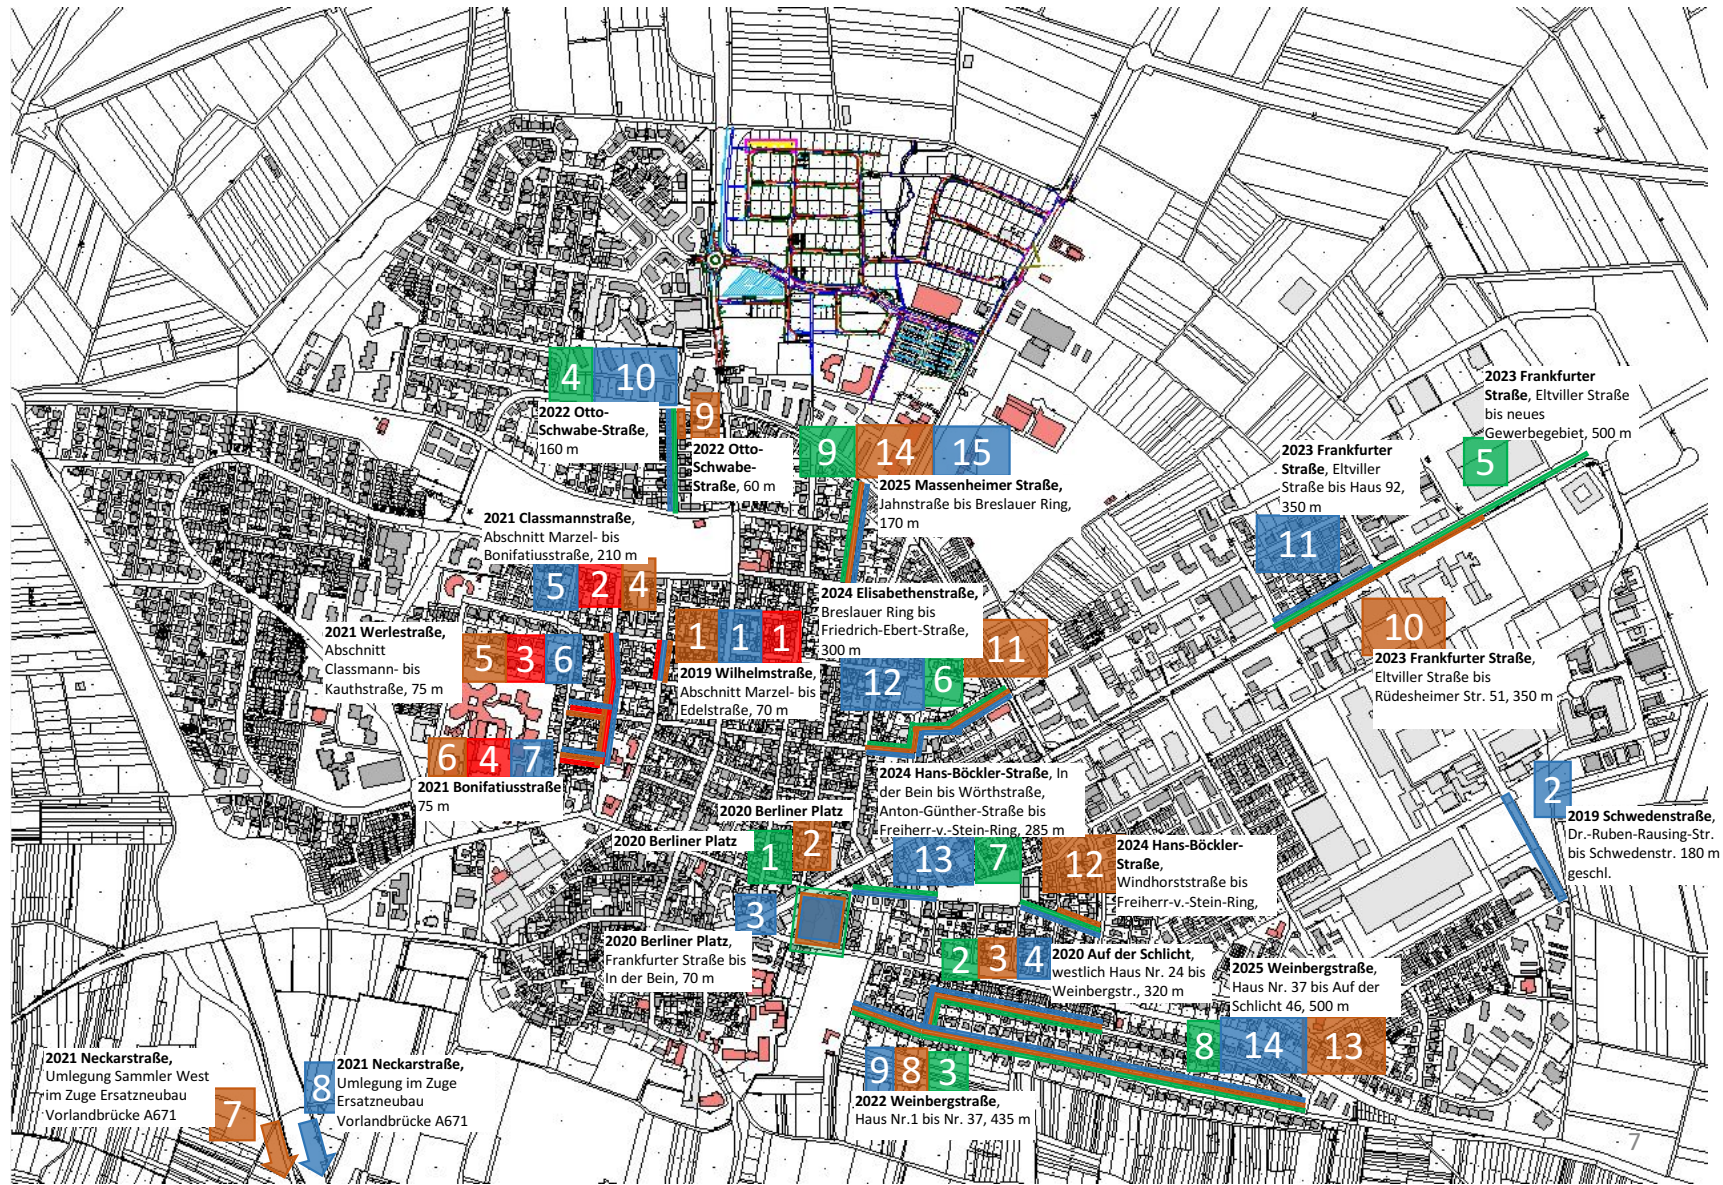 4 10
2022 Otto-
Schwabe-Straße,
160 m
9
2022 Otto-
Schwabe-
Straße, 60 m
9 14 15
2025 Massenheimer Straße,
Jahnstraße bis Breslauer Ring,
170 m
2023 Frankfurter
Straße, Eltviller Straße
bis neues
Gewerbegebiet, 500 m
5
2023 Frankfurter
Straße, Eltviller
Straße bis Haus 92,
350 m
11
10
2023 Frankfurter Straße,
Eltviller Straße bis
Rüdesheimer Str. 51, 350 m
2021 Classmannstraße,
Abschnitt Marzel- bis
Bonifatiusstraße, 210 m
5 2 4
2021 Werlestraße,
Abschnitt
Classmann- bis
Kauthstraße, 75 m
5 3 6
1 1 1
2019 Wilhelmstraße,
Abschnitt Marzel- bis
Edelstraße, 70 m
2024 Elisabethenstraße,
Breslauer Ring bis
Friedrich-Ebert-Straße,
300 m
12 6 11
6 4 7
2021 Bonifatiusstraße
75 m
2024 Hans-Böckler-Straße, In
der Bein bis Wörthstraße,
Anton-Günther-Straße bis
Freiherr-v.-Stein-Ring, 285 m
13 7
2
2019 Schwedenstraße,
Dr.-Ruben-Rausing-Str.
bis Schwedenstr. 180 m
geschl.
2020 Berliner Platz
2020 Berliner Platz
1 2
12
2024 Hans-Böckler-
Straße,
Windhorststraße bis
Freiherr-v.-Stein-Ring,
3
2020 Berliner Platz,
Frankfurter Straße bis
In der Bein, 70 m
2 3 4
2020 Auf der Schlicht,
westlich Haus Nr. 24 bis
Weinbergstr., 320 m
2025 Weinbergstraße,
Haus Nr. 37 bis Auf der
Schlicht 46, 500 m
8 14 13
9 8 3
2022 Weinbergstraße,
Haus Nr.1 bis Nr. 37, 435 m
2021 Neckarstraße,
Umlegung Sammler West
im Zuge Ersatzneubau
Vorlandbrücke A671
7
8
2021 Neckarstraße,
Umlegung im Zuge
Ersatzneubau
Vorlandbrücke A671
7